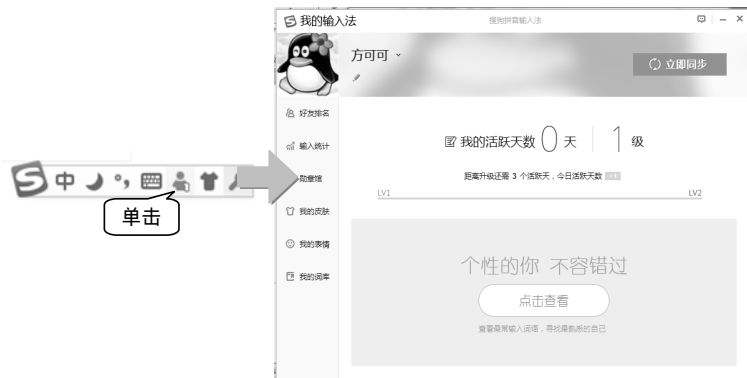 我的输入法
搜狗拼音输入法
方可可
立即同步
好友排名
输入统计
勋章馆
我的皮肤
我的表情
我的词库
我的活跃天数 0 天 1 级
距离升级还需 3 个活跃天，今日活跃天数
LV1
LV2
个性的你 不容错过
点击查看
查看最常输入词语，寻找最熟悉的自己
S 中
单击